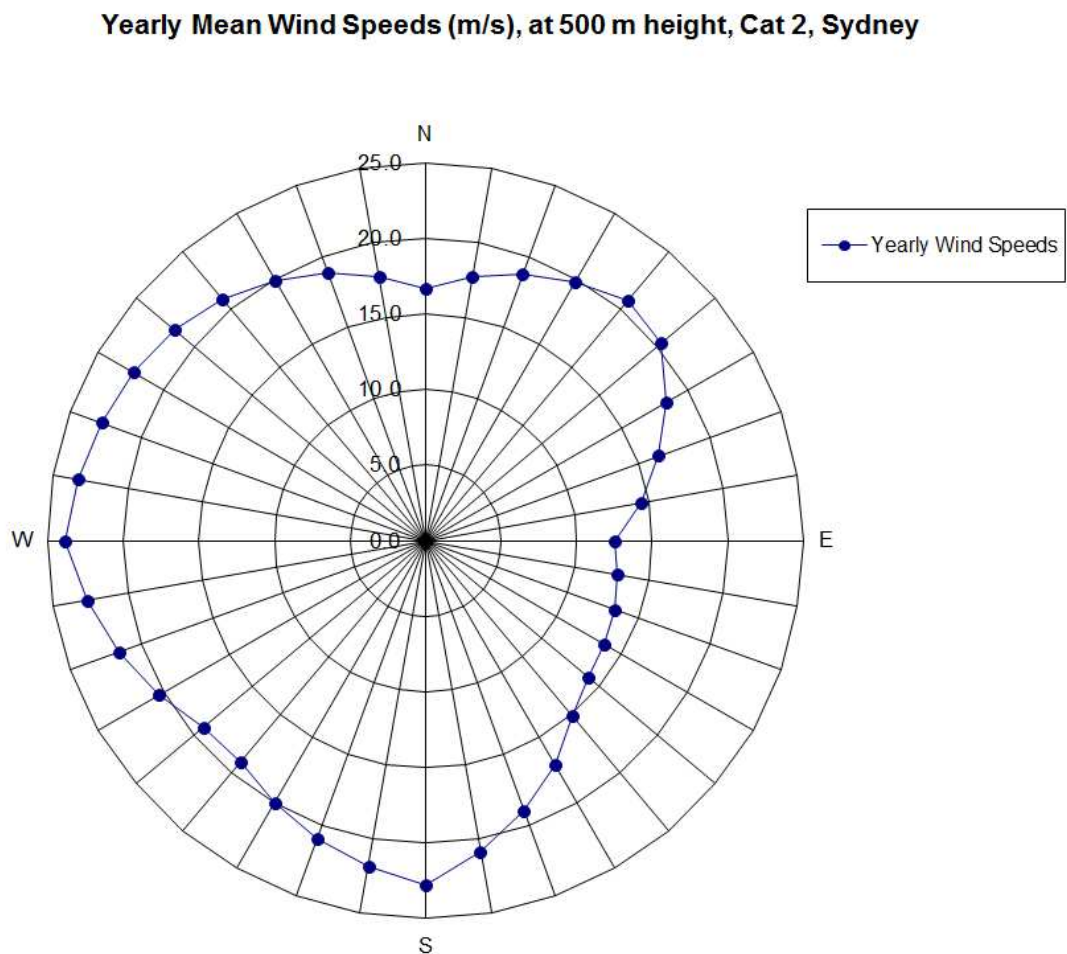 Yearly Mean Wind Speeds (m/s), at 500 m height, Cat 2, Sydney
N
25.0
20.0
Yearly Wind Speeds
15.0
10.0
5.0
W
0.0
E
S